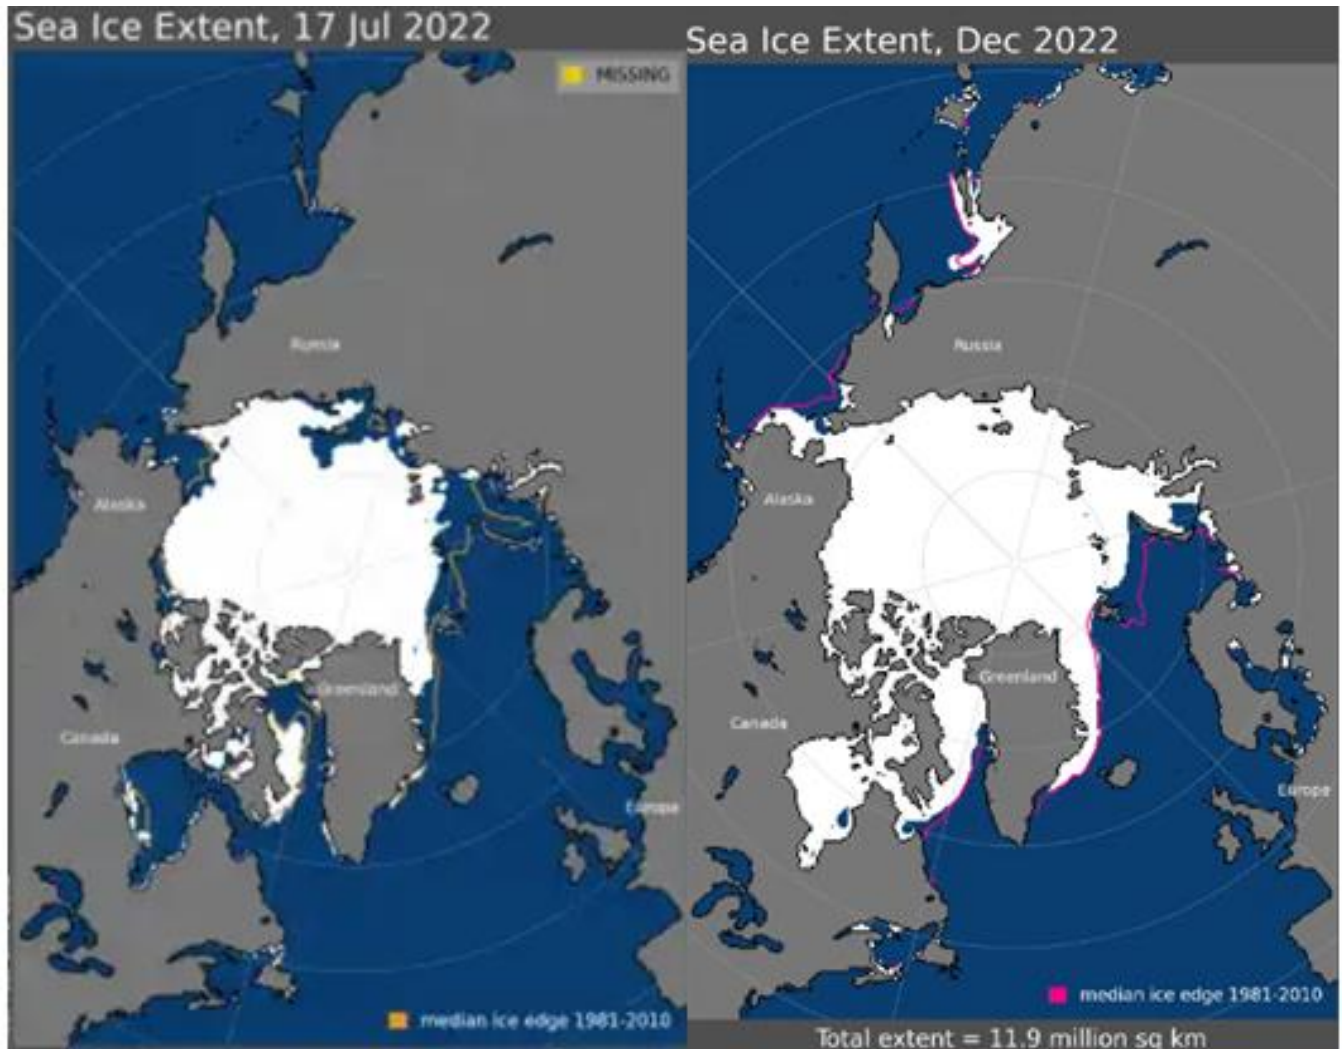 Sea Ice Extent, 17 Jul 2022
MISSING
Russia
Alaska
Greenland
Canada
Europe
median ice edge 1981-2010
Sea Ice Extent, Dec 2022
Russia
Alaska
Greenland
Canada
Europe
median ice edge 1981-2010
Total extent = 11.9 million sq km